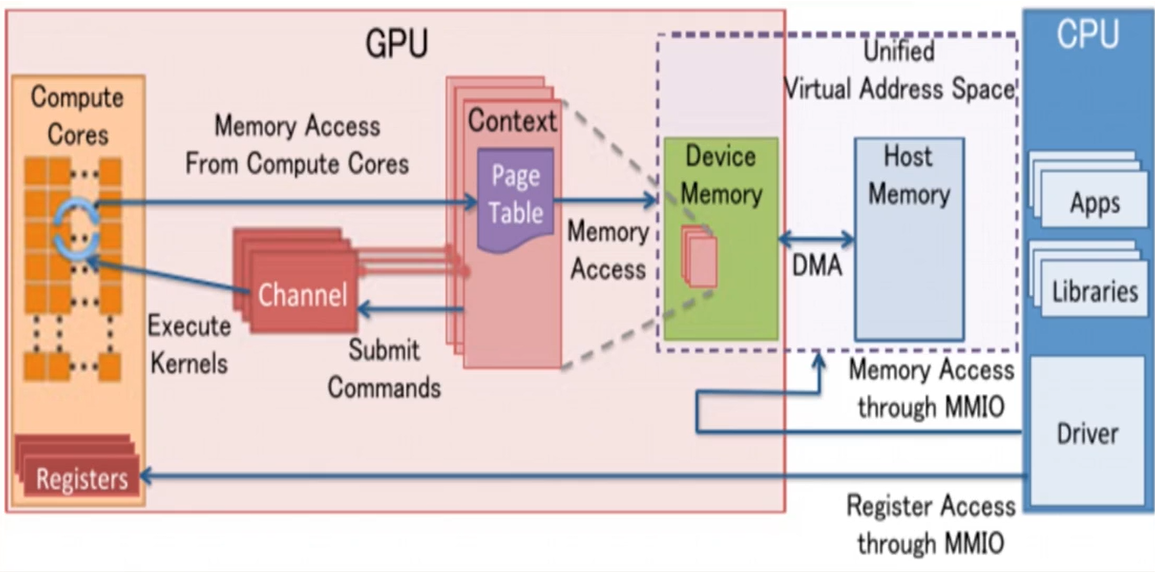 GPU
CPU
Unified
Virtual Address Space
Compute
Cores
Memory Access
From Compute Cores
Context
Page
Table
Device
Memory
Host
Memory
Apps
Memory
Access
DMA
Channel
Libraries
Execute
Kernels
Submit
Commands
Memory Access
through MMIO
Driver
Registers
Register Access
through MMIO